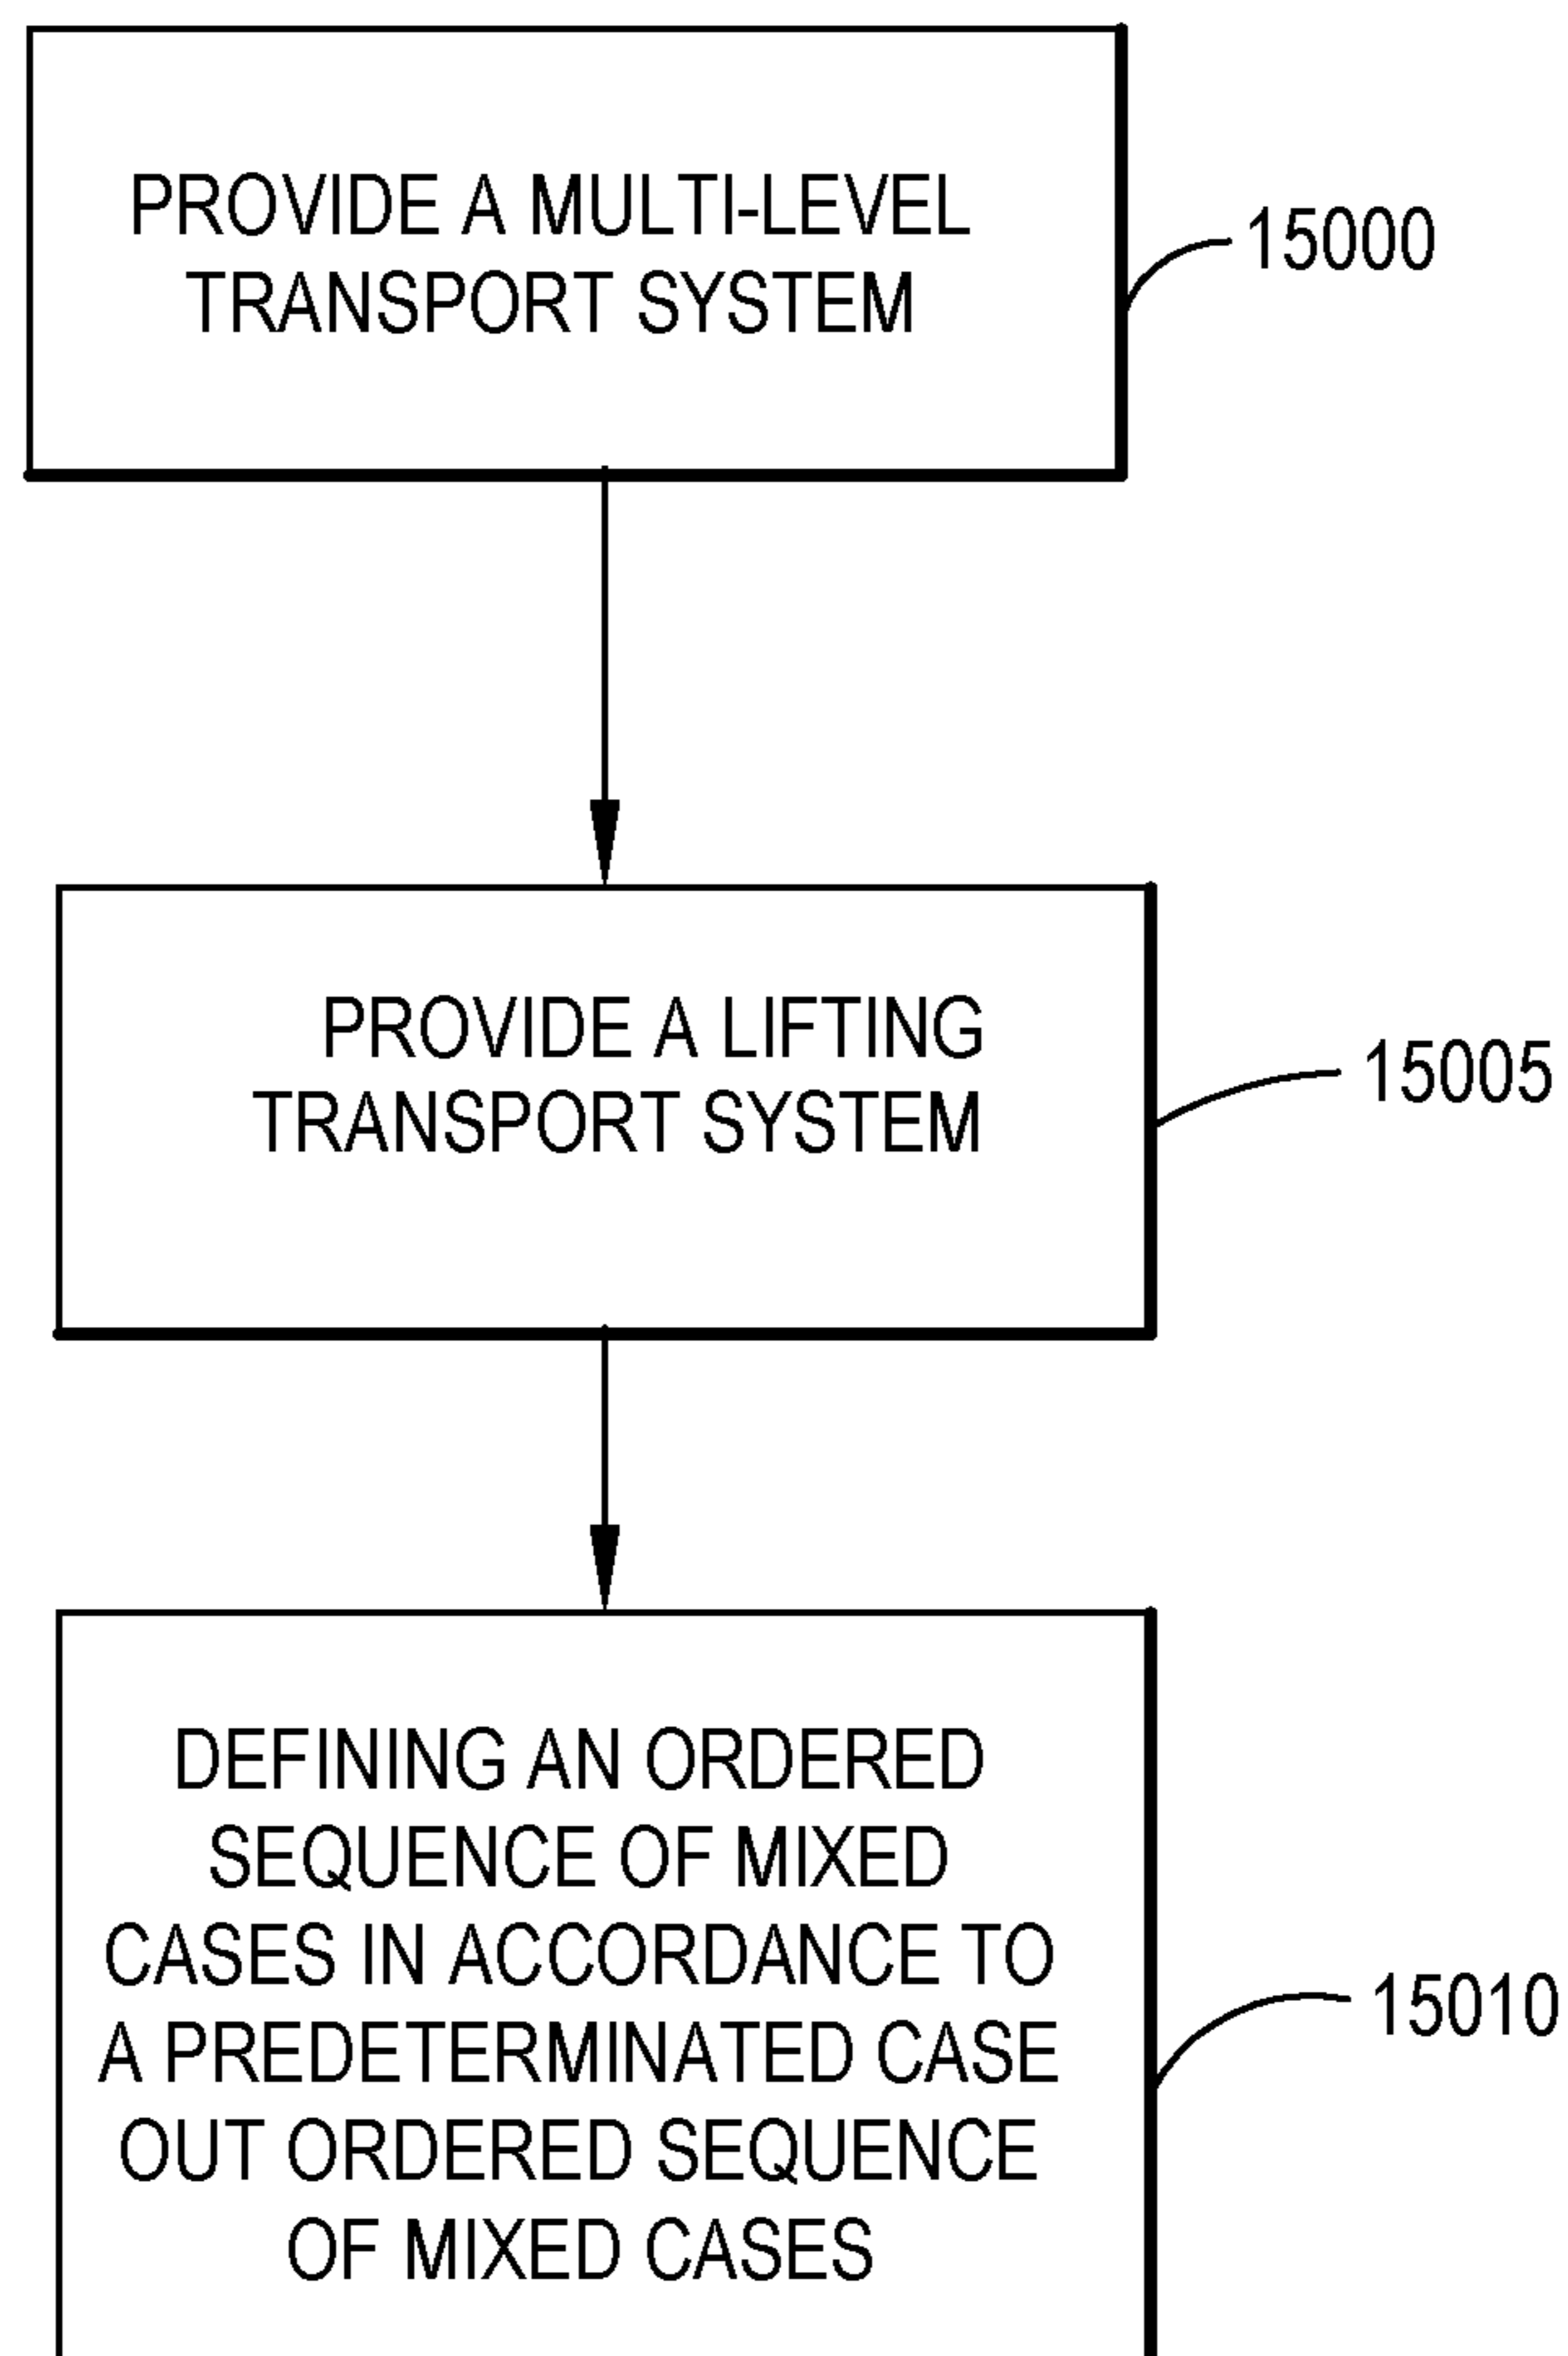 PROVIDE A MULTI-LEVEL
TRANSPORT SYSTEM
15000
PROVIDE A LIFTING
TRANSPORT SYSTEM
15005
DEFINING AN ORDERED
SEQUENCE OF MIXED
CASES IN ACCORDANCE TO
A PREDETERMINATED CASE
OUT ORDERED SEQUENCE
OF MIXED CASES
15010